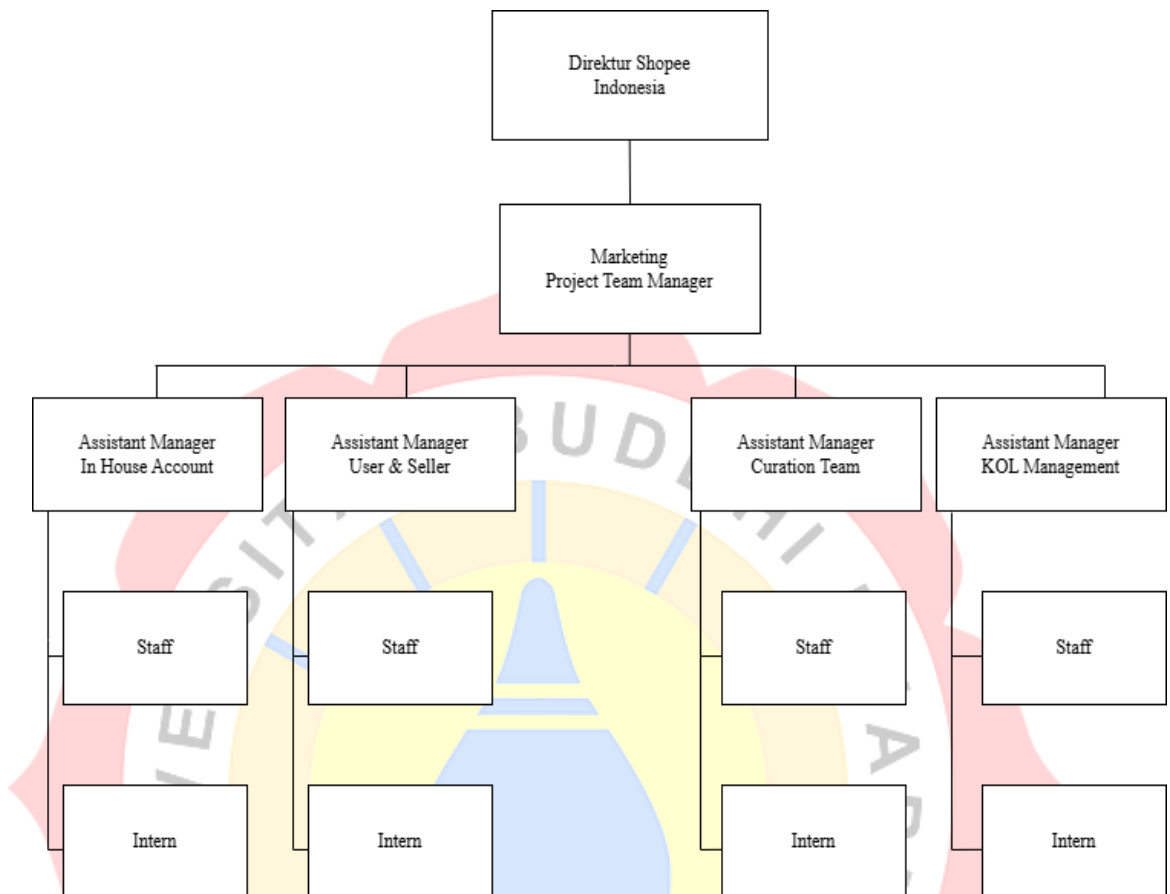 Direktur Shopee
Indonesia
Marketing
Project Team Manager
Assistant Manager
In House Account
Assistant Manager
User & Seller
Assistant Manager
Curation Team
Assistant Manager
KOL Management
Staff
Staff
Staff
Staff
Intern
Intern
Intern
Intern
BUDDHI